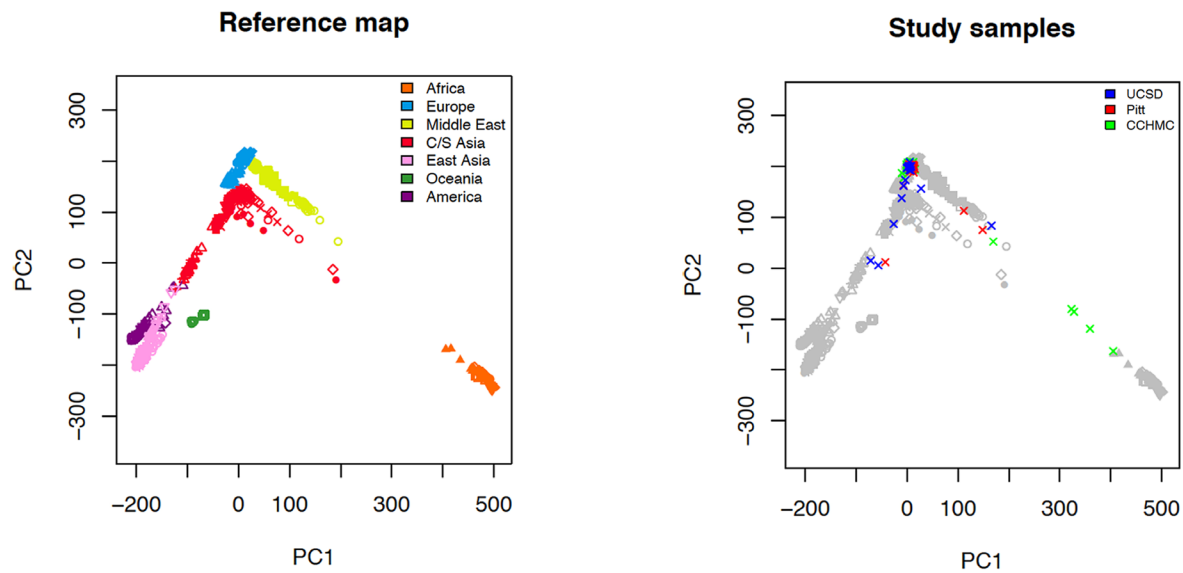 Reference map
Study samples
Africa
Europe
Middle East
C/S Asia
East Asia
Oceania
America
PC2
300
100
0
−100
−300
−200
0
100
300
500
PC1
UCSD
Pitt
CCHMC
PC2
300
100
0
−100
−300
−200
0
100
300
500
PC1